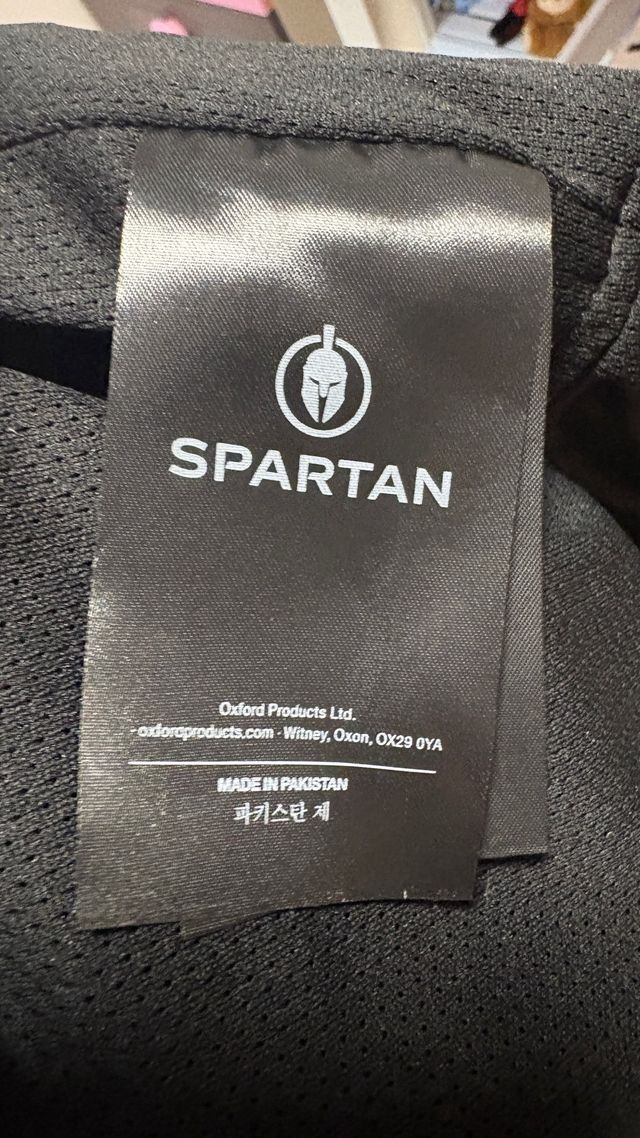 SPARTAN
Oxford Products Ltd.
oxfordproducts.com · Witney, Oxon, OX29 0YA
MADE IN PAKISTAN
파키스탄 제